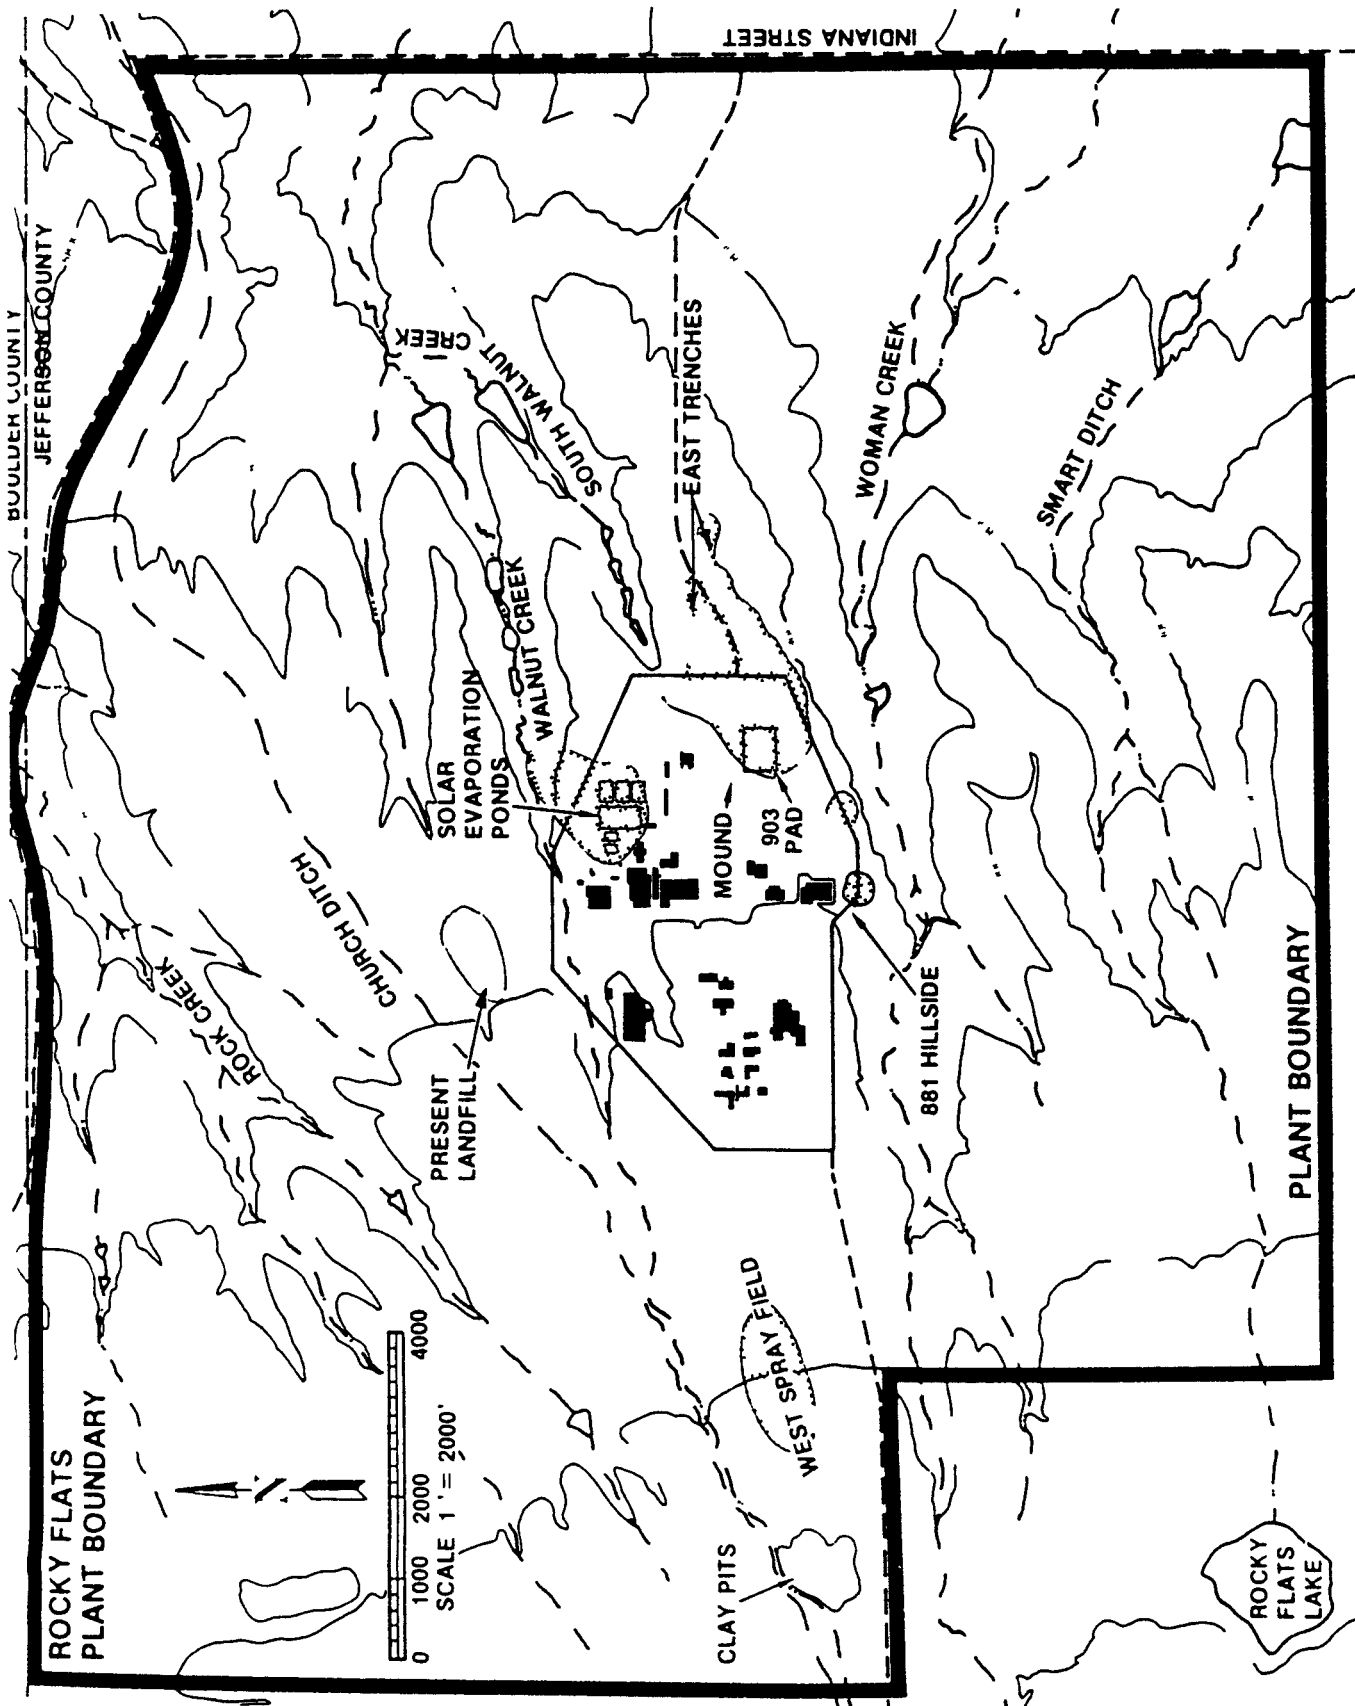 ROCKY FLATS
PLANT BOUNDARY
BOULDER COUNTY
JEFFERSON COUNTY
INDIANA STREET
0 1000 2000 4000
SCALE 1' = 2000'
ROCK CREEK
CHURCH DITCH
PRESENT
LANDFILL
SOLAR
EVAPORATION
PONDS
WALNUT CREEK
SOUTH WALNUT
CREEK
EAST TRENCHES
MOUND
903
PAD
WOMAN CREEK
881 HILLSIDE
SMART DITCH
WEST SPRAY FIELD
CLAY PITS
ROCKY
FLATS
LAKE
PLANT BOUNDARY